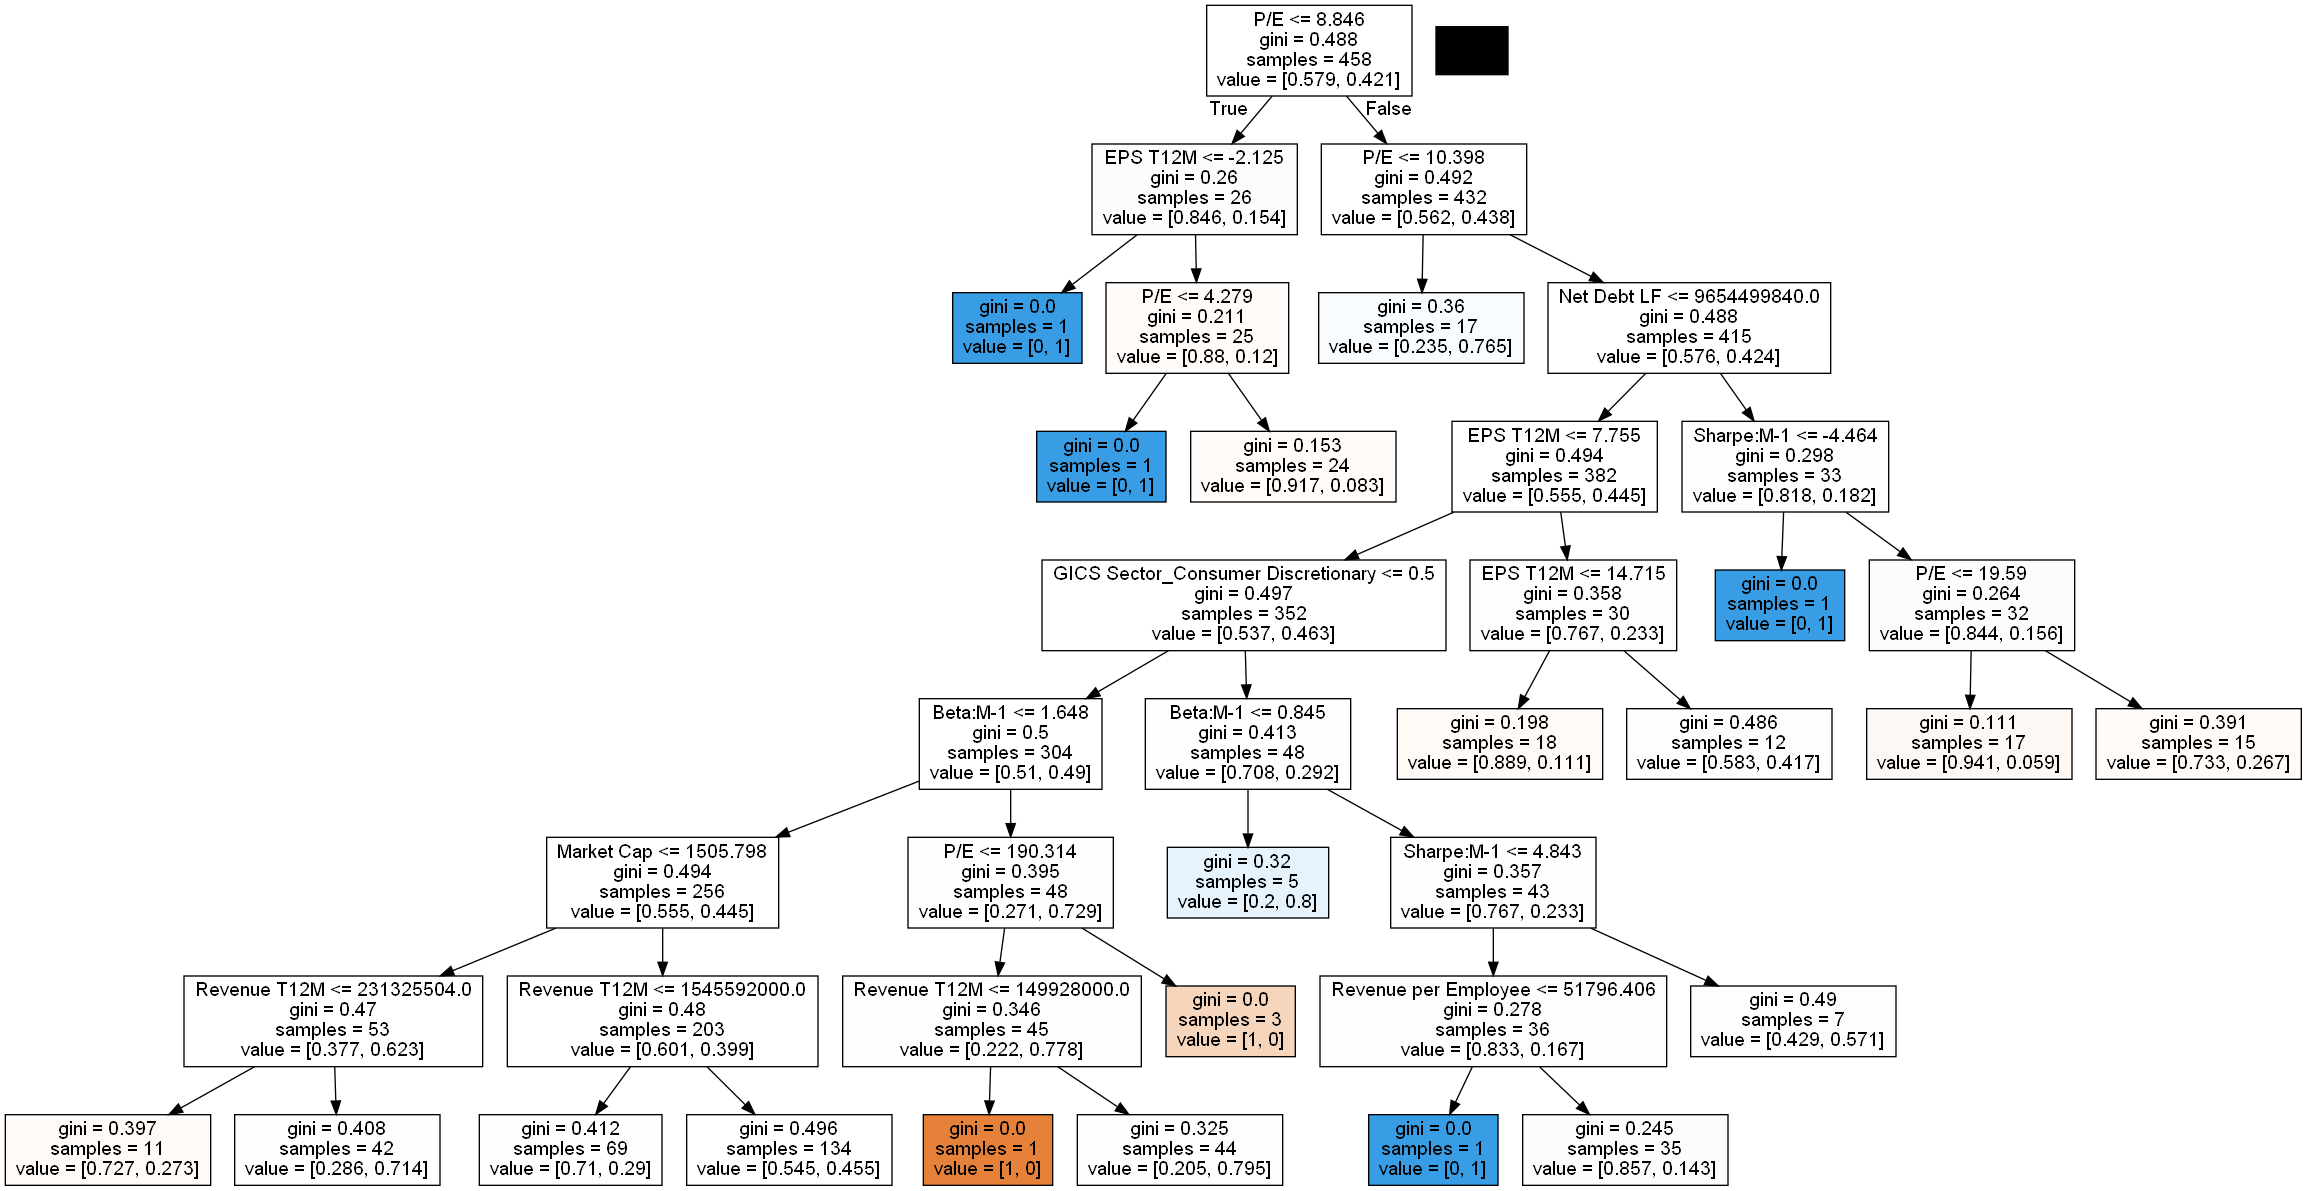 P/E <= 8.846
gini = 0.488
samples = 458
value = [0.579, 0.421]
True
False
EPS T12M <= -2.125
gini = 0.26
samples = 26
value = [0.846, 0.154]
P/E <= 10.398
gini = 0.492
samples = 432
value = [0.562, 0.438]
gini = 0.0
samples = 1
value = [0, 1]
P/E <= 4.279
gini = 0.211
samples = 25
value = [0.88, 0.12]
gini = 0.36
samples = 17
value = [0.235, 0.765]
Net Debt LF <= 9654499840.0
gini = 0.488
samples = 415
value = [0.576, 0.424]
gini = 0.0
samples = 1
value = [0, 1]
gini = 0.153
samples = 24
value = [0.917, 0.083]
EPS T12M <= 7.755
gini = 0.494
samples = 382
value = [0.555, 0.445]
Sharpe:M-1 <= -4.464
gini = 0.298
samples = 33
value = [0.818, 0.182]
GICS Sector_Consumer Discretionary <= 0.5
gini = 0.497
samples = 352
value = [0.537, 0.463]
EPS T12M <= 14.715
gini = 0.358
samples = 30
value = [0.767, 0.233]
gini = 0.0
samples = 1
value = [0, 1]
P/E <= 19.59
gini = 0.264
samples = 32
value = [0.844, 0.156]
Beta:M-1 <= 1.648
gini = 0.5
samples = 304
value = [0.51, 0.49]
Beta:M-1 <= 0.845
gini = 0.413
samples = 48
value = [0.708, 0.292]
gini = 0.198
samples = 18
value = [0.889, 0.111]
gini = 0.486
samples = 12
value = [0.583, 0.417]
gini = 0.111
samples = 17
value = [0.941, 0.059]
gini = 0.391
samples = 15
value = [0.733, 0.267]
Market Cap <= 1505.798
gini = 0.494
samples = 256
value = [0.555, 0.445]
P/E <= 190.314
gini = 0.395
samples = 48
value = [0.271, 0.729]
gini = 0.32
samples = 5
value = [0.2, 0.8]
Sharpe:M-1 <= 4.843
gini = 0.357
samples = 43
value = [0.767, 0.233]
Revenue T12M <= 231325504.0
gini = 0.47
samples = 53
value = [0.377, 0.623]
Revenue T12M <= 1545592000.0
gini = 0.48
samples = 203
value = [0.601, 0.399]
Revenue T12M <= 149928000.0
gini = 0.346
samples = 45
value = [0.222, 0.778]
gini = 0.0
samples = 3
value = [1, 0]
Revenue per Employee <= 51796.406
gini = 0.278
samples = 36
value = [0.833, 0.167]
gini = 0.49
samples = 7
value = [0.429, 0.571]
gini = 0.397
samples = 11
value = [0.727, 0.273]
gini = 0.408
samples = 42
value = [0.286, 0.714]
gini = 0.412
samples = 69
value = [0.71, 0.29]
gini = 0.496
samples = 134
value = [0.545, 0.455]
gini = 0.0
samples = 1
value = [1, 0]
gini = 0.325
samples = 44
value = [0.205, 0.795]
gini = 0.0
samples = 1
value = [0, 1]
gini = 0.245
samples = 35
value = [0.857, 0.143]